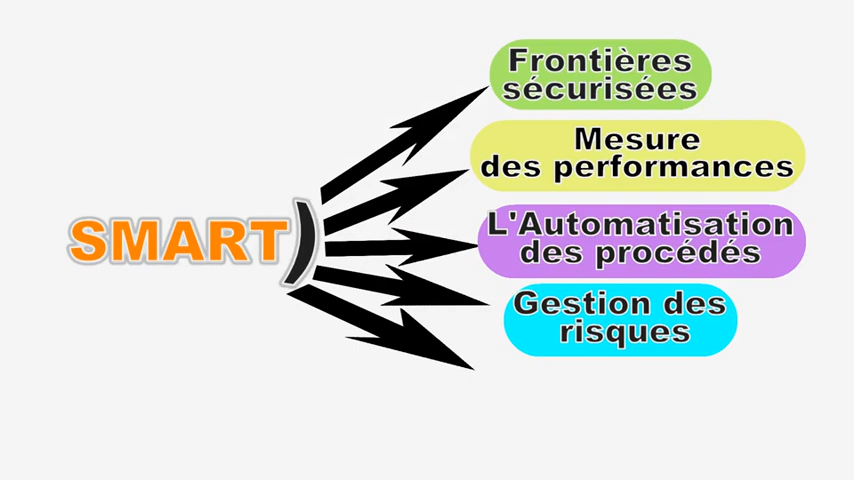 SMART)
Frontières
sécurisées
Mesure
des performances
L'Automatisation
des procédés
Gestion des
risques